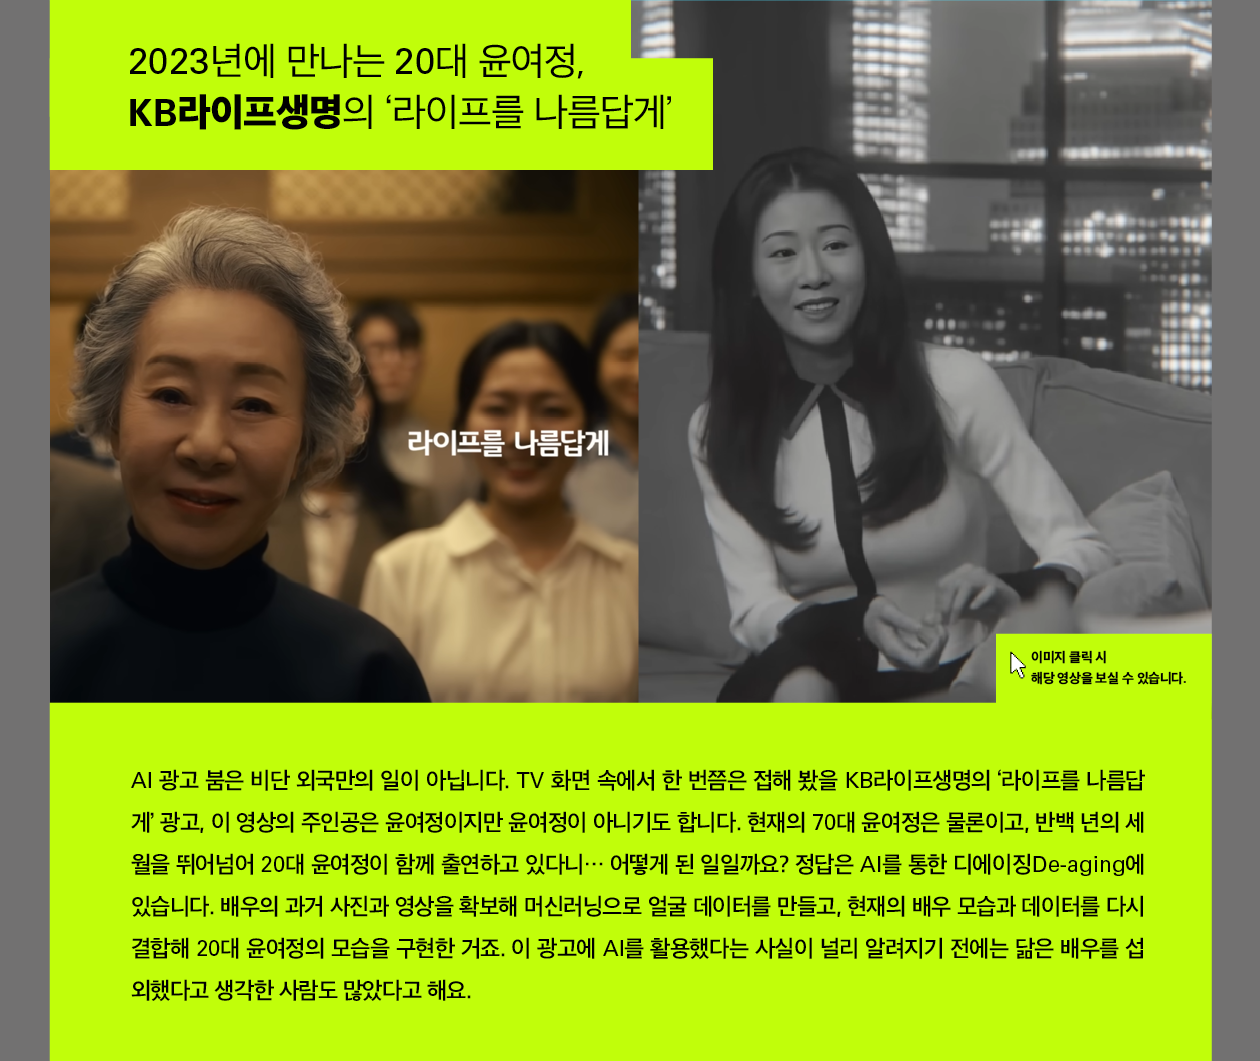 2023년에 만나는 20대 윤여정,
KB라이프생명의 ‘라이프를 나름답게’
라이프를 나름답게
이미지 클릭 시
해당 영상을 보실 수 있습니다.
AI 광고 붐은 비단 외국만의 일이 아닙니다. TV 화면 속에서 한 번쯤은 접해 봤을 KB라이프생명의 ‘라이프를 나름답
게’ 광고, 이 영상의 주인공은 윤여정이지만 윤여정이 아니기도 합니다. 현재의 70대 윤여정은 물론이고, 반백 년의 세
월을 뛰어넘어 20대 윤여정이 함께 출연하고 있다니… 어떻게 된 일일까요? 정답은 AI를 통한 디에이징De-aging에
있습니다. 배우의 과거 사진과 영상을 확보해 머신러닝으로 얼굴 데이터를 만들고, 현재의 배우 모습과 데이터를 다시
결합해 20대 윤여정의 모습을 구현한 거죠. 이 광고에 AI를 활용했다는 사실이 널리 알려지기 전에는 닮은 배우를 섭
외했다고 생각한 사람도 많았다고 해요.